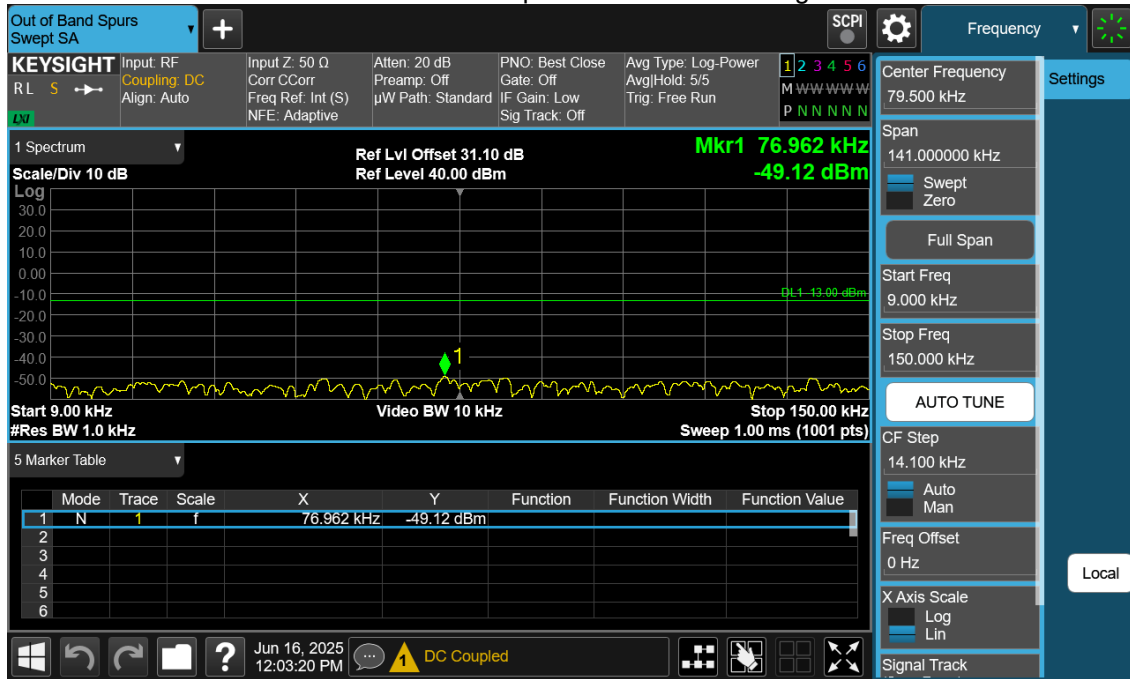 Out of Band Spurs
Swept SA
SCPI
Frequency
KEYSIGHT
R L S
LXI
Input: RF
Coupling: DC
Align: Auto
Input Z: 50 Ω
Corr CCorr
Freq Ref: Int (S)
NFE: Adaptive
Atten: 20 dB
Preamp: Off
µW Path: Standard
PNO: Best Close
Gate: Off
IF Gain: Low
Sig Track: Off
Avg Type: Log-Power
Avg|Hold: 5/5
Trig: Free Run
1 2 3 4 5 6
M W W W W W
P N N N N N
1 Spectrum
Scale/Div 10 dB
Ref Lvl Offset 31.10 dB
Ref Level 40.00 dBm
Mkr1 76.962 kHz
-49.12 dBm
Log
30.0
20.0
10.0
0.00
-10.0
-20.0
-30.0
-40.0
-50.0
DL1 -13.00 dBm
1
Start 9.00 kHz
#Res BW 1.0 kHz
Video BW 10 kHz
Stop 150.00 kHz
Sweep 1.00 ms (1001 pts)
5 Marker Table
Mode Trace Scale X Y Function Function Width Function Value
1 N 1 f 76.962 kHz -49.12 dBm
2
3
4
5
6
Jun 16, 2025
12:03:20 PM
1
DC Coupled
Center Frequency
79.500 kHz
Span
141.000000 kHz
Swept
Zero
Full Span
Start Freq
9.000 kHz
Stop Freq
150.000 kHz
AUTO TUNE
CF Step
14.100 kHz
Auto
Man
Freq Offset
0 Hz
X Axis Scale
Log
Lin
Signal Track
Settings
Local